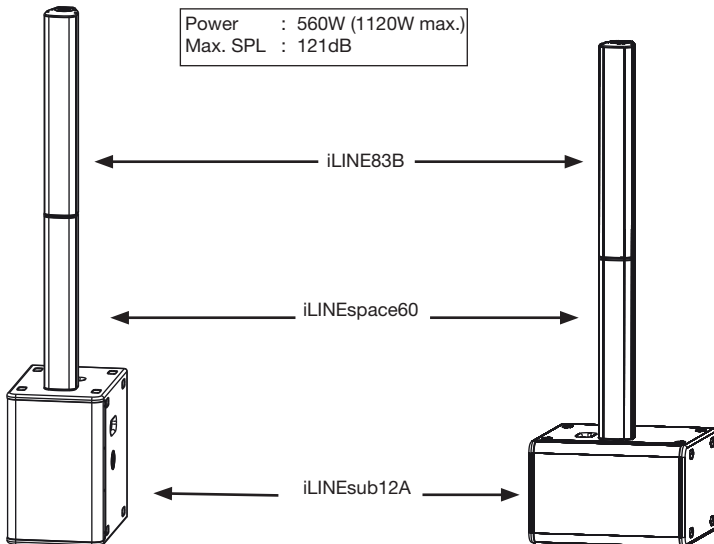 Power : 560W (1120W max.)
Max. SPL : 121dB
iLINE83B
iLINEspace60
iLINEsub12A